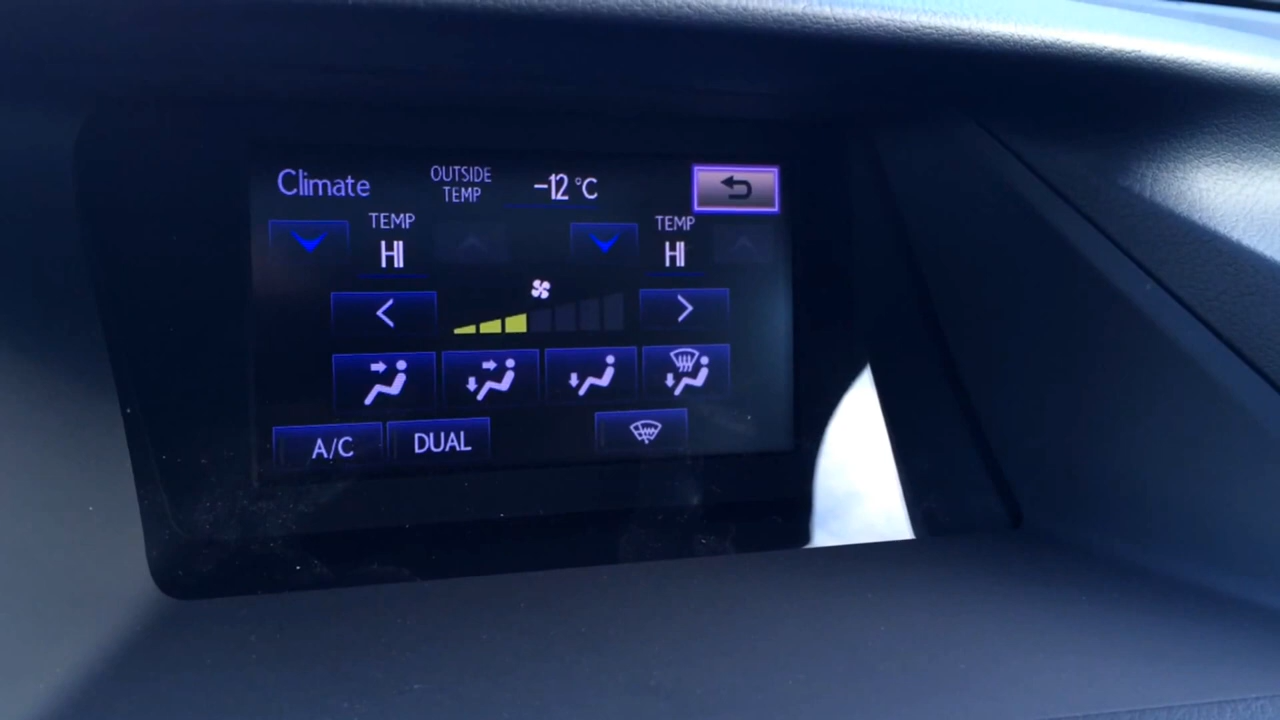 Climate
OUTSIDE
TEMP
-12 °C
TEMP
HI
TEMP
HI
A/C
DUAL